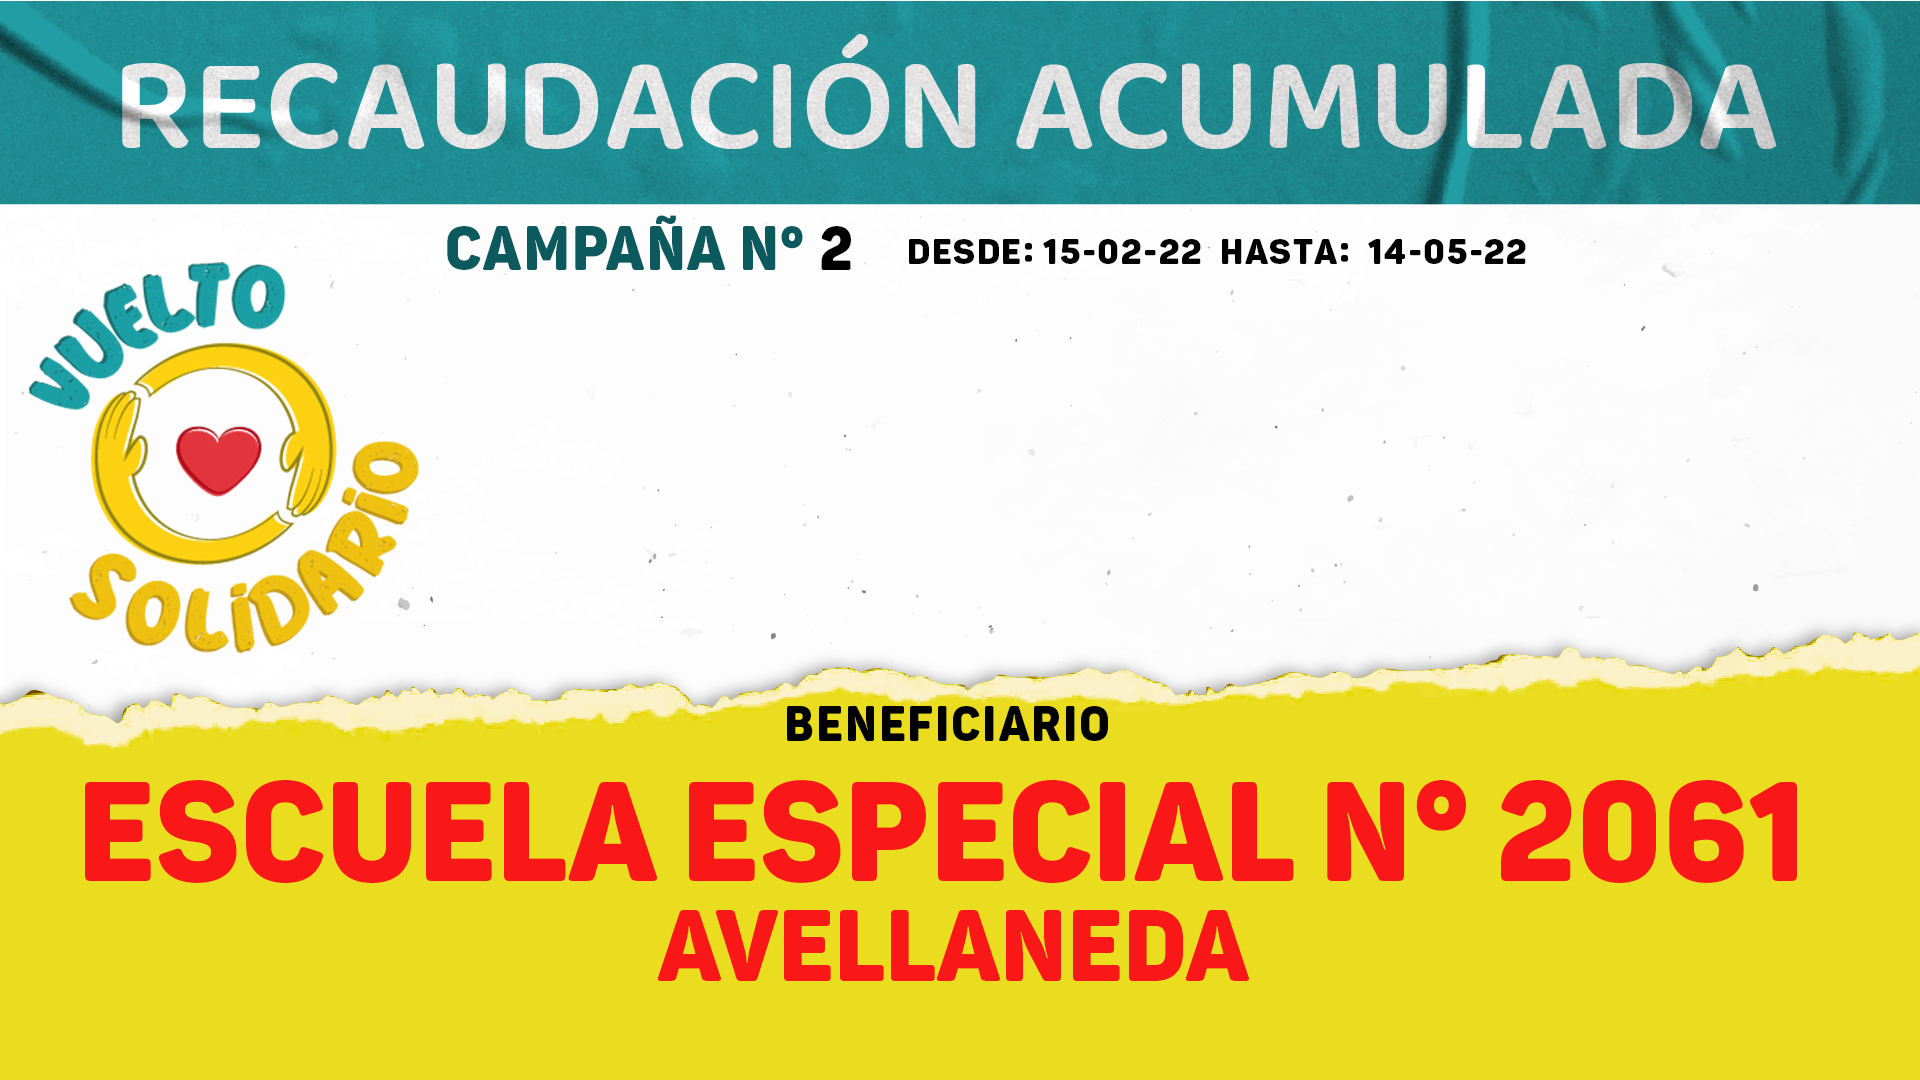 RECAUDACIÓN ACUMULADA
CAMPAÑA N° 2 DESDE: 15-02-22 HASTA: 14-05-22
VUELTO
SOLIDARIO
BENEFICIARIO
ESCUELA ESPECIAL N° 2061
AVELLANEDA